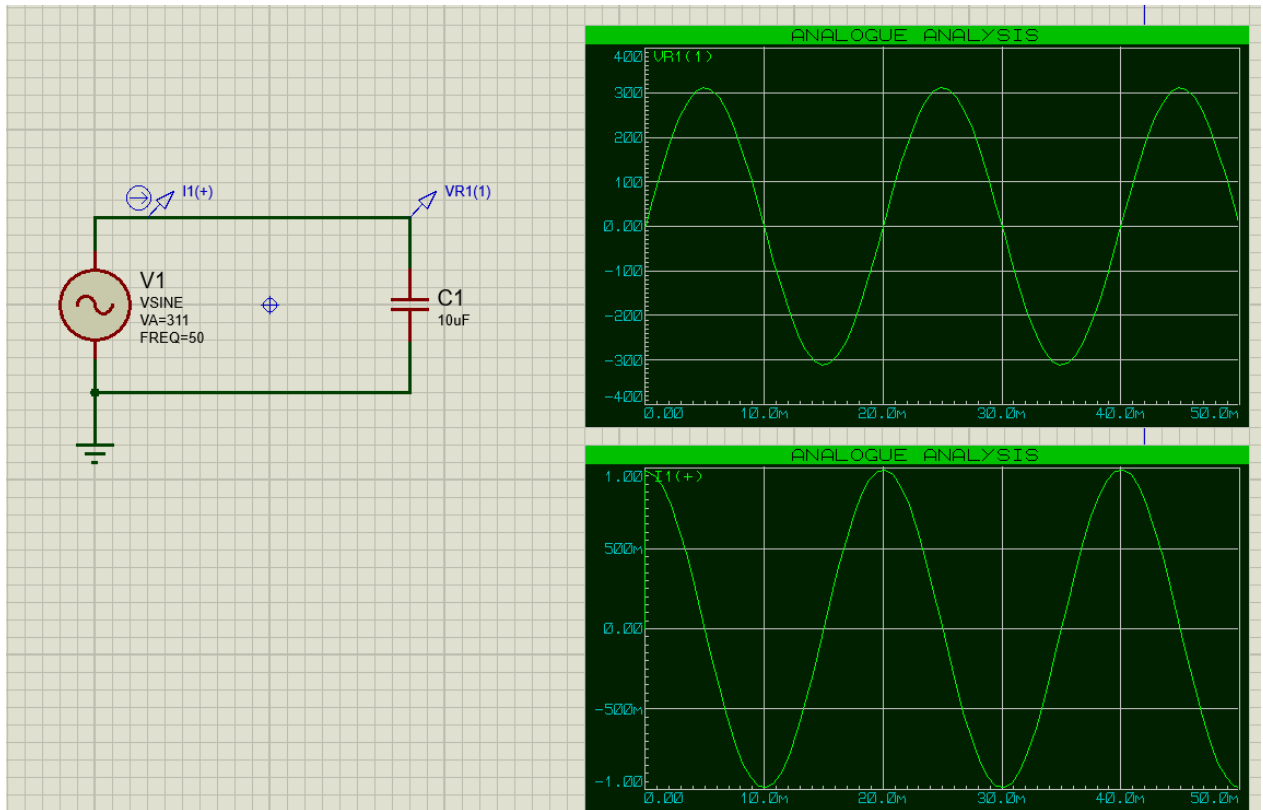 I1(+)
VR1(1)
V1
VSINE
VA=311
FREQ=50
C1
10uF
ANALOGUE ANALYSIS
VR1(1)
400
300
200
100
0.00
-100
-200
-300
-400
0.00 10.0m 20.0m 30.0m 40.0m 50.0m
ANALOGUE ANALYSIS
I1(+)
1.00
500m
0.00
-500m
-1.00
0.00 10.0m 20.0m 30.0m 40.0m 50.0m